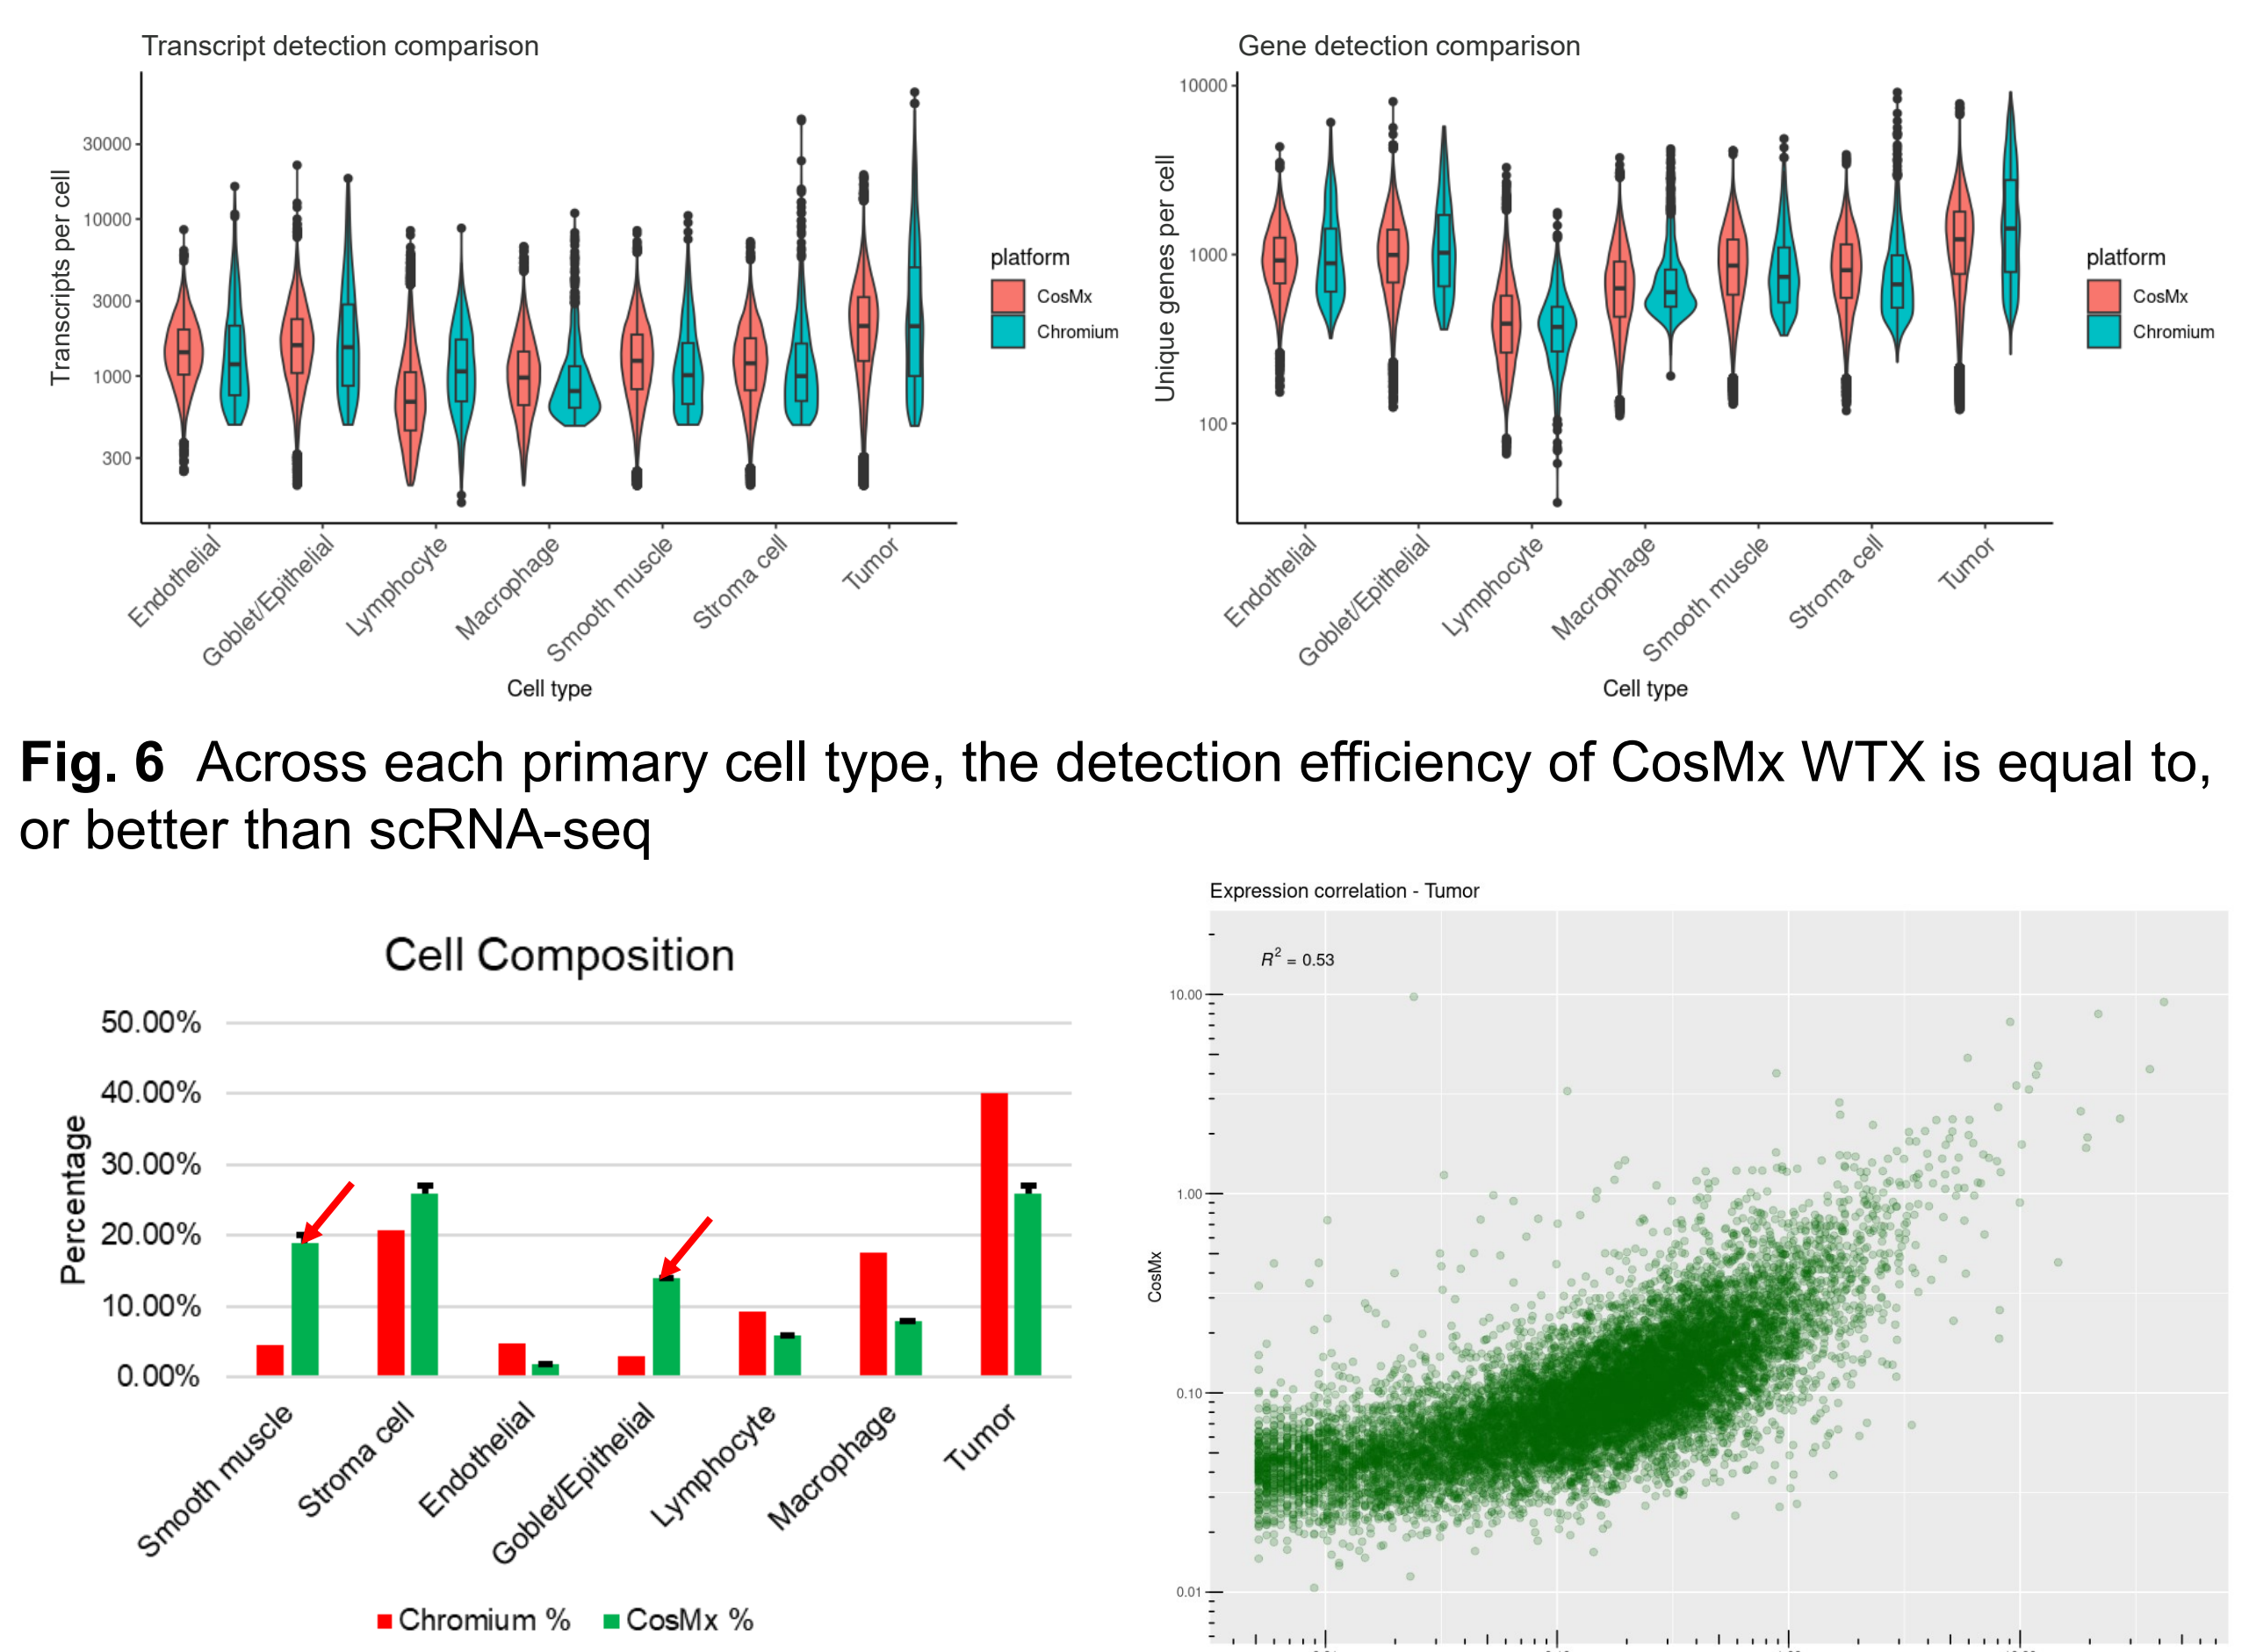 Transcript detection comparison
Transcripts per cell
30000
10000
3000
1000
300
Endothelial
Goblet/Epithelial
Lymphocyte
Macrophage
Smooth muscle
Stroma cell
Tumor
Cell type
platform
CosMx
Chromium
Gene detection comparison
Unique genes per cell
10000
1000
100
Endothelial
Goblet/Epithelial
Lymphocyte
Macrophage
Smooth muscle
Stroma cell
Tumor
Cell type
platform
CosMx
Chromium
Fig. 6 Across each primary cell type, the detection efficiency of CosMx WTX is equal to,
or better than scRNA-seq
Cell Composition
Percentage
50.00%
40.00%
30.00%
20.00%
10.00%
0.00%
Smooth muscle
Stroma cell
Endothelial
Goblet/Epithelial
Lymphocyte
Macrophage
Tumor
Chromium %
CosMx %
Expression correlation - Tumor
R² = 0.53
CosMx
10.00
1.00
0.10
0.01